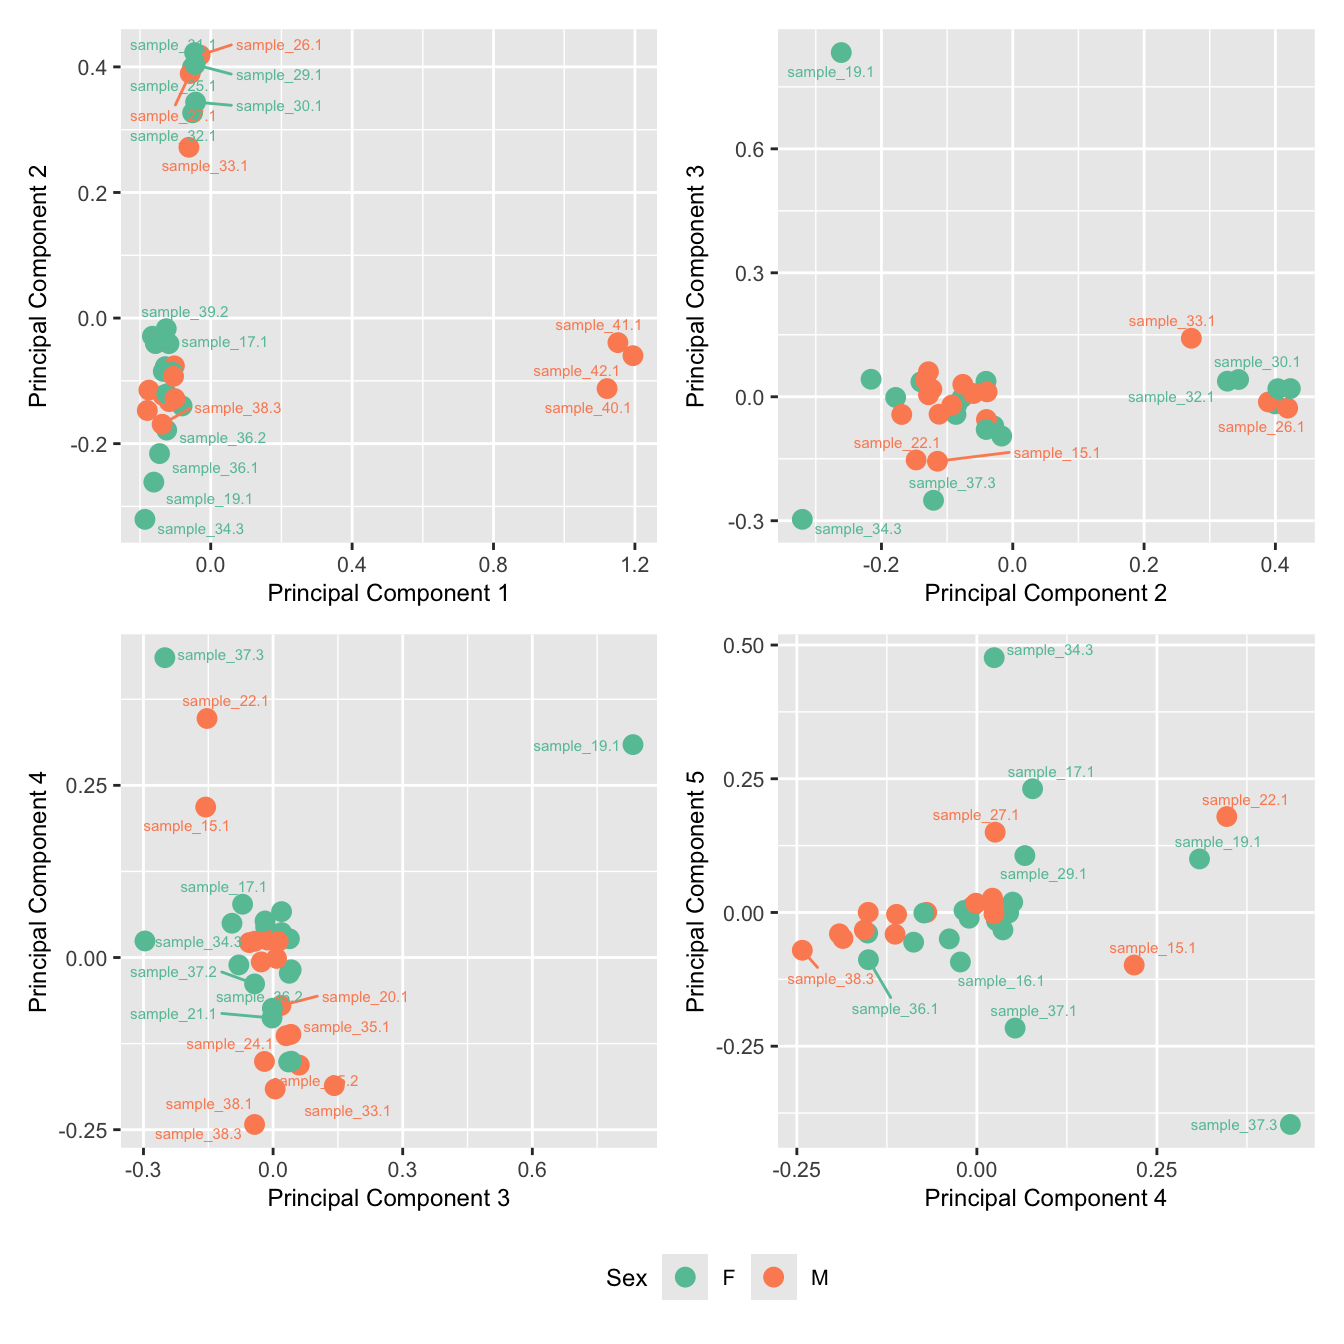 sample_31.1
sample_26.1
sample_29.1
sample_25.1
sample_30.1
sample_27.1
sample_32.1
sample_33.1
0.4
0.2
0.0
-0.2
Principal Component 2
sample_39.2
sample_17.1
sample_41.1
sample_42.1
sample_40.1
sample_38.3
sample_36.2
sample_36.1
sample_19.1
sample_34.3
0.0 0.4 0.8 1.2
Principal Component 1
sample_19.1
0.6
0.3
0.0
-0.3
Principal Component 3
sample_33.1
sample_30.1
sample_32.1
sample_26.1
sample_22.1
sample_15.1
sample_37.3
sample_34.3
-0.2 0.0 0.2 0.4
Principal Component 2
sample_37.3
sample_22.1
sample_19.1
sample_15.1
0.25
0.00
-0.25
Principal Component 4
sample_17.1
sample_34.3
sample_37.2
sample_36.2
sample_20.1
sample_21.1
sample_35.1
sample_24.1
sample_38.1
sample_33.1
sample_38.3
-0.3 0.0 0.3 0.6
Principal Component 3
0.50
0.25
0.00
-0.25
Principal Component 5
sample_34.3
sample_17.1
sample_22.1
sample_27.1
sample_19.1
sample_29.1
sample_15.1
sample_38.3
sample_16.1
sample_36.1
sample_37.1
sample_37.3
-0.25 0.00 0.25
Principal Component 4
Sex F M